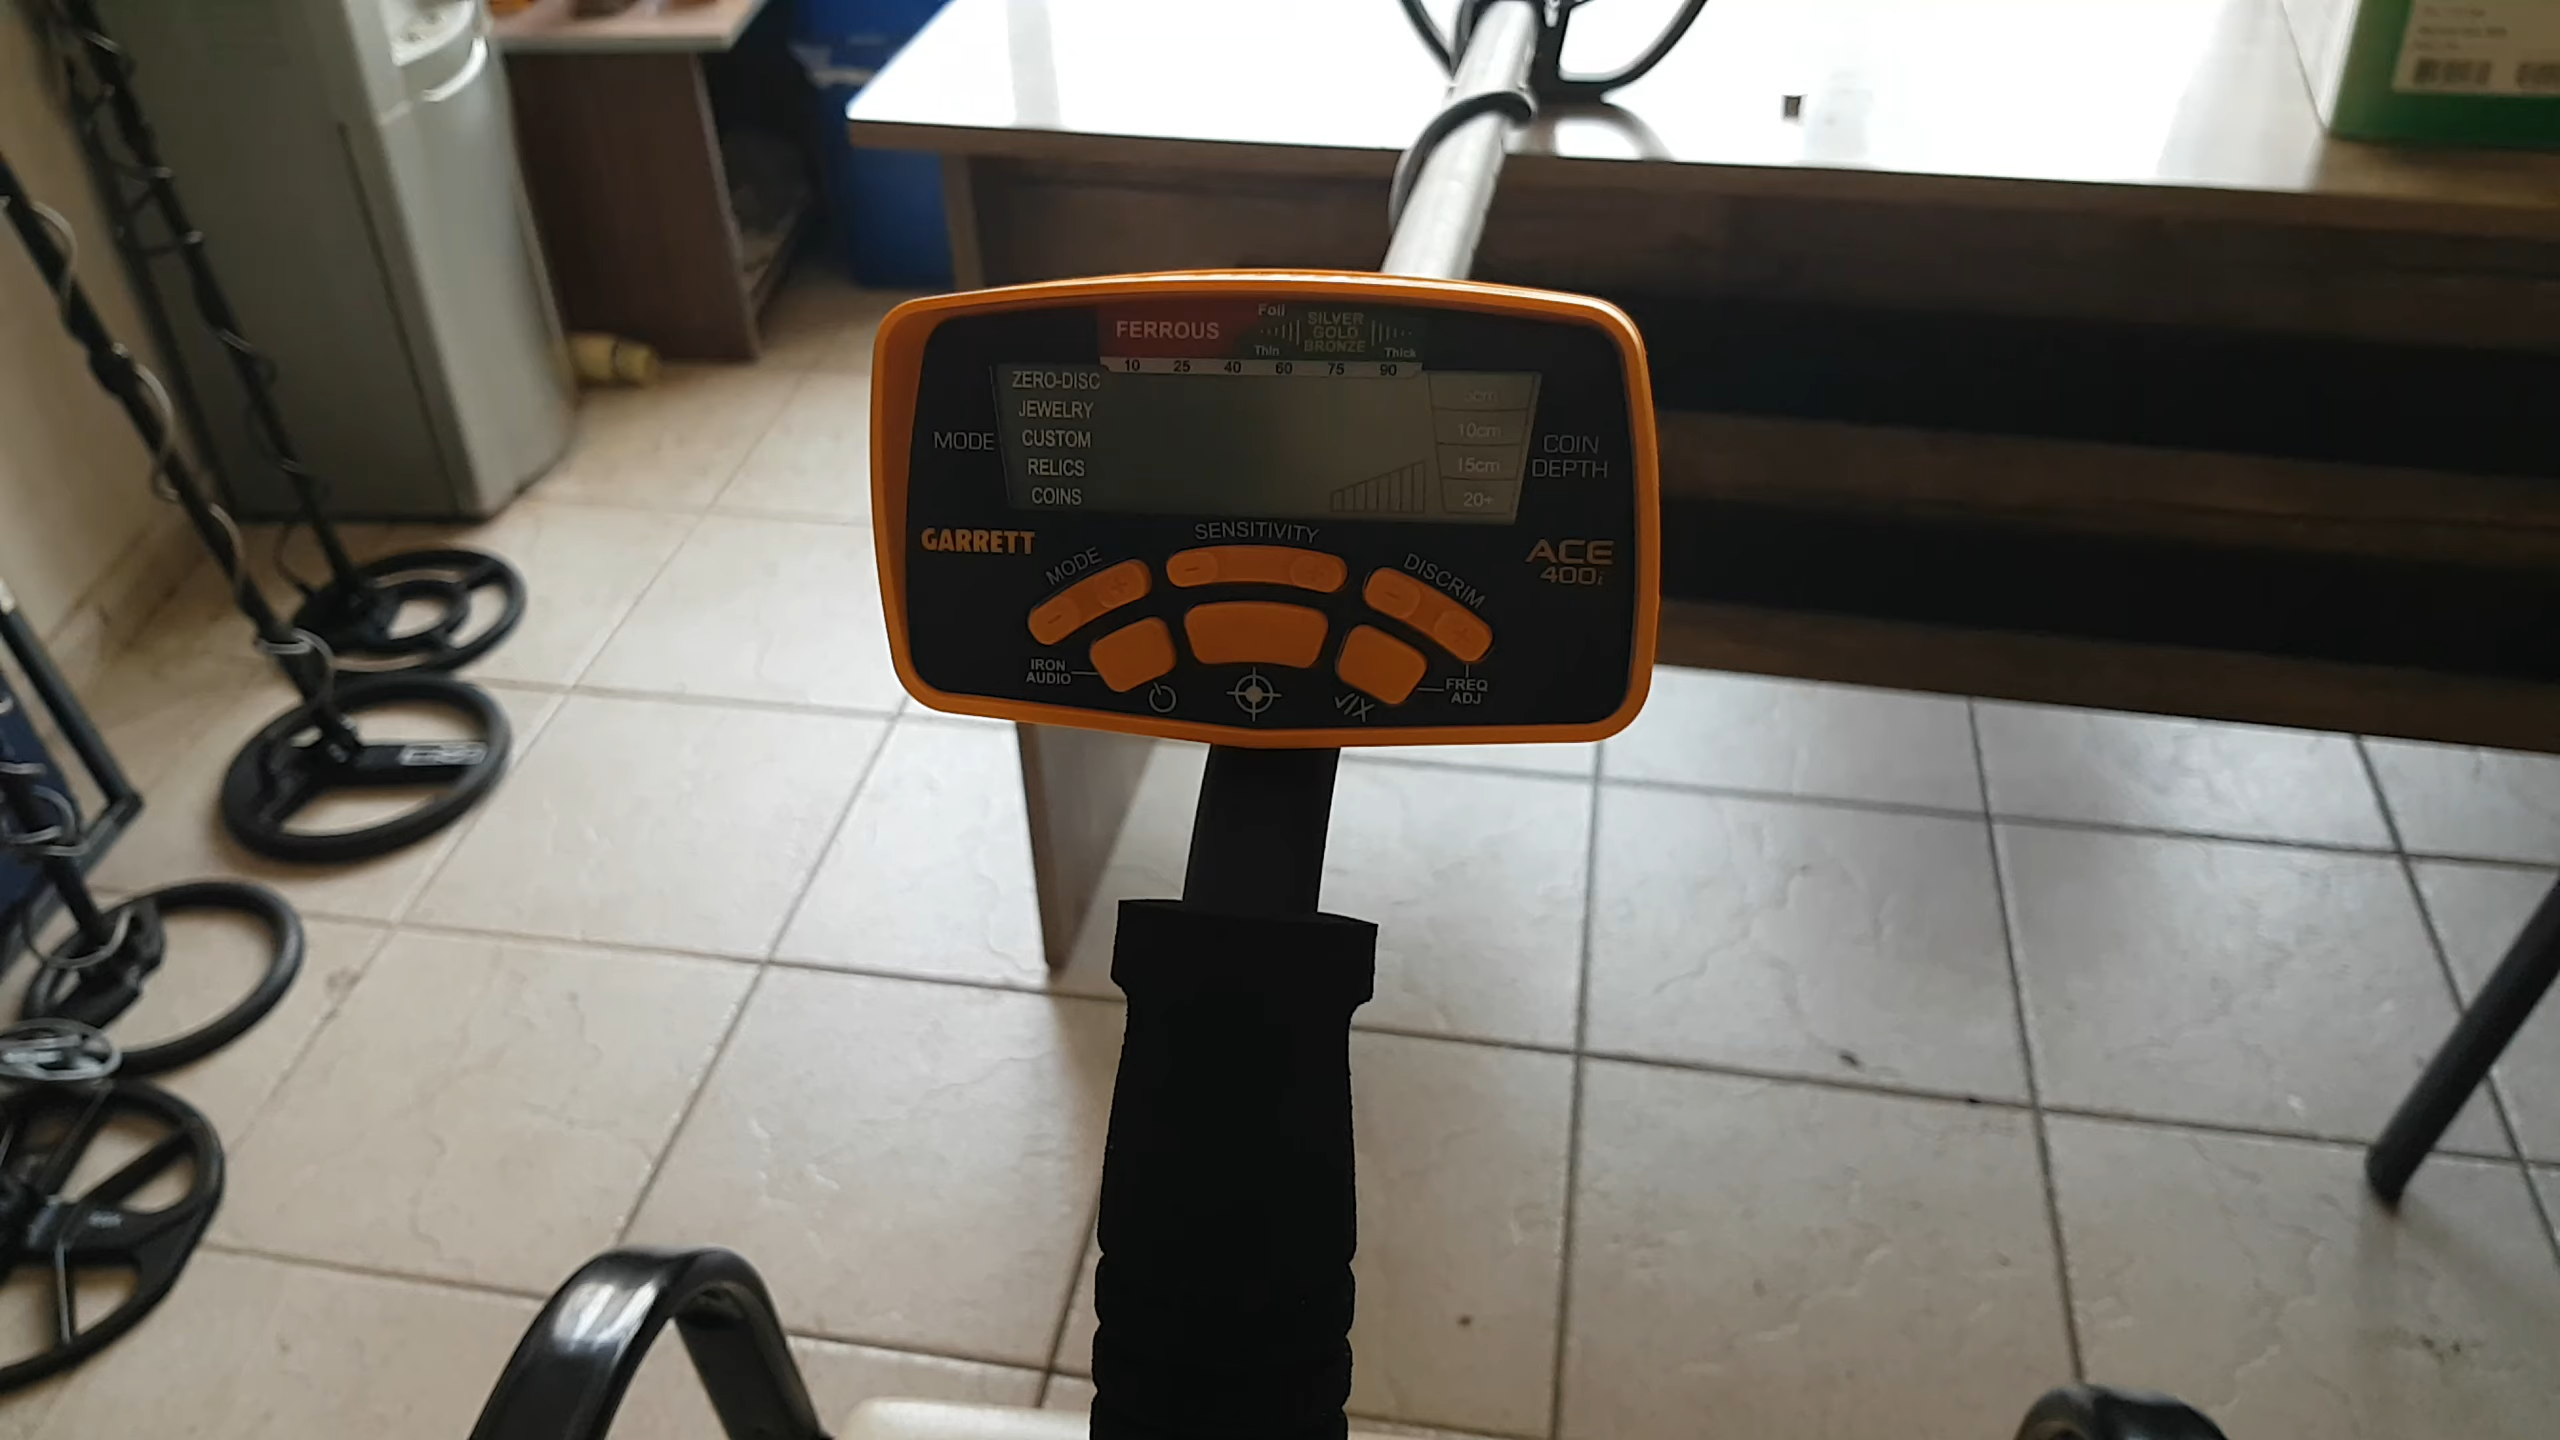 Foil
FERROUS
SILVER
GOLD
BRONZE
Thin
Thick
10 25 40 60 75 90
ZERO-DISC
JEWELRY
MODE CUSTOM
RELICS
COINS
5cm
10cm
15cm
20+
COIN
DEPTH
GARRETT
ACE
400i
MODE
SENSITIVITY
DISCRIM
- +
- +
- +
IRON
AUDIO
FREQ
ADJ